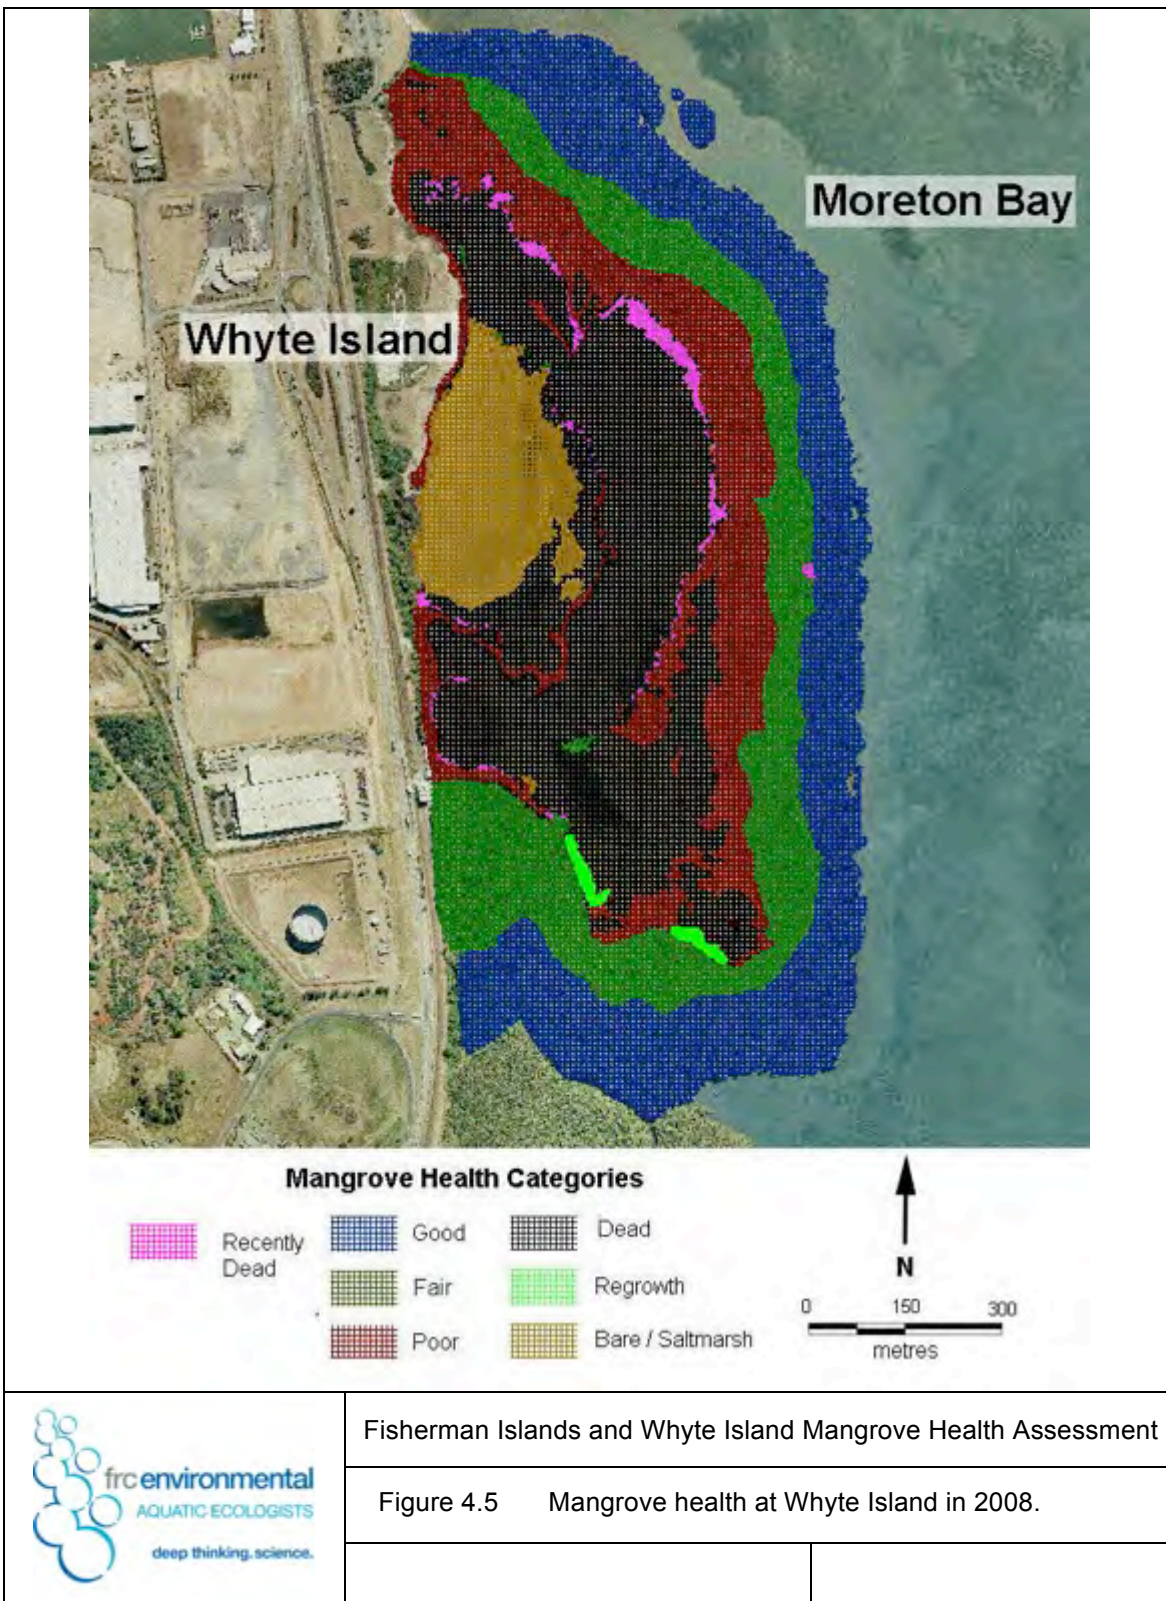 Moreton Bay
Whyte Island
Mangrove Health Categories
Recently
Dead
Good
Fair
Poor
Dead
Regrowth
Bare / Saltmarsh
N
0 150 300
metres
frc environmental
AQUATIC ECOLOGISTS
deep thinking. science.
Fisherman Islands and Whyte Island Mangrove Health Assessment
Figure 4.5 Mangrove health at Whyte Island in 2008.